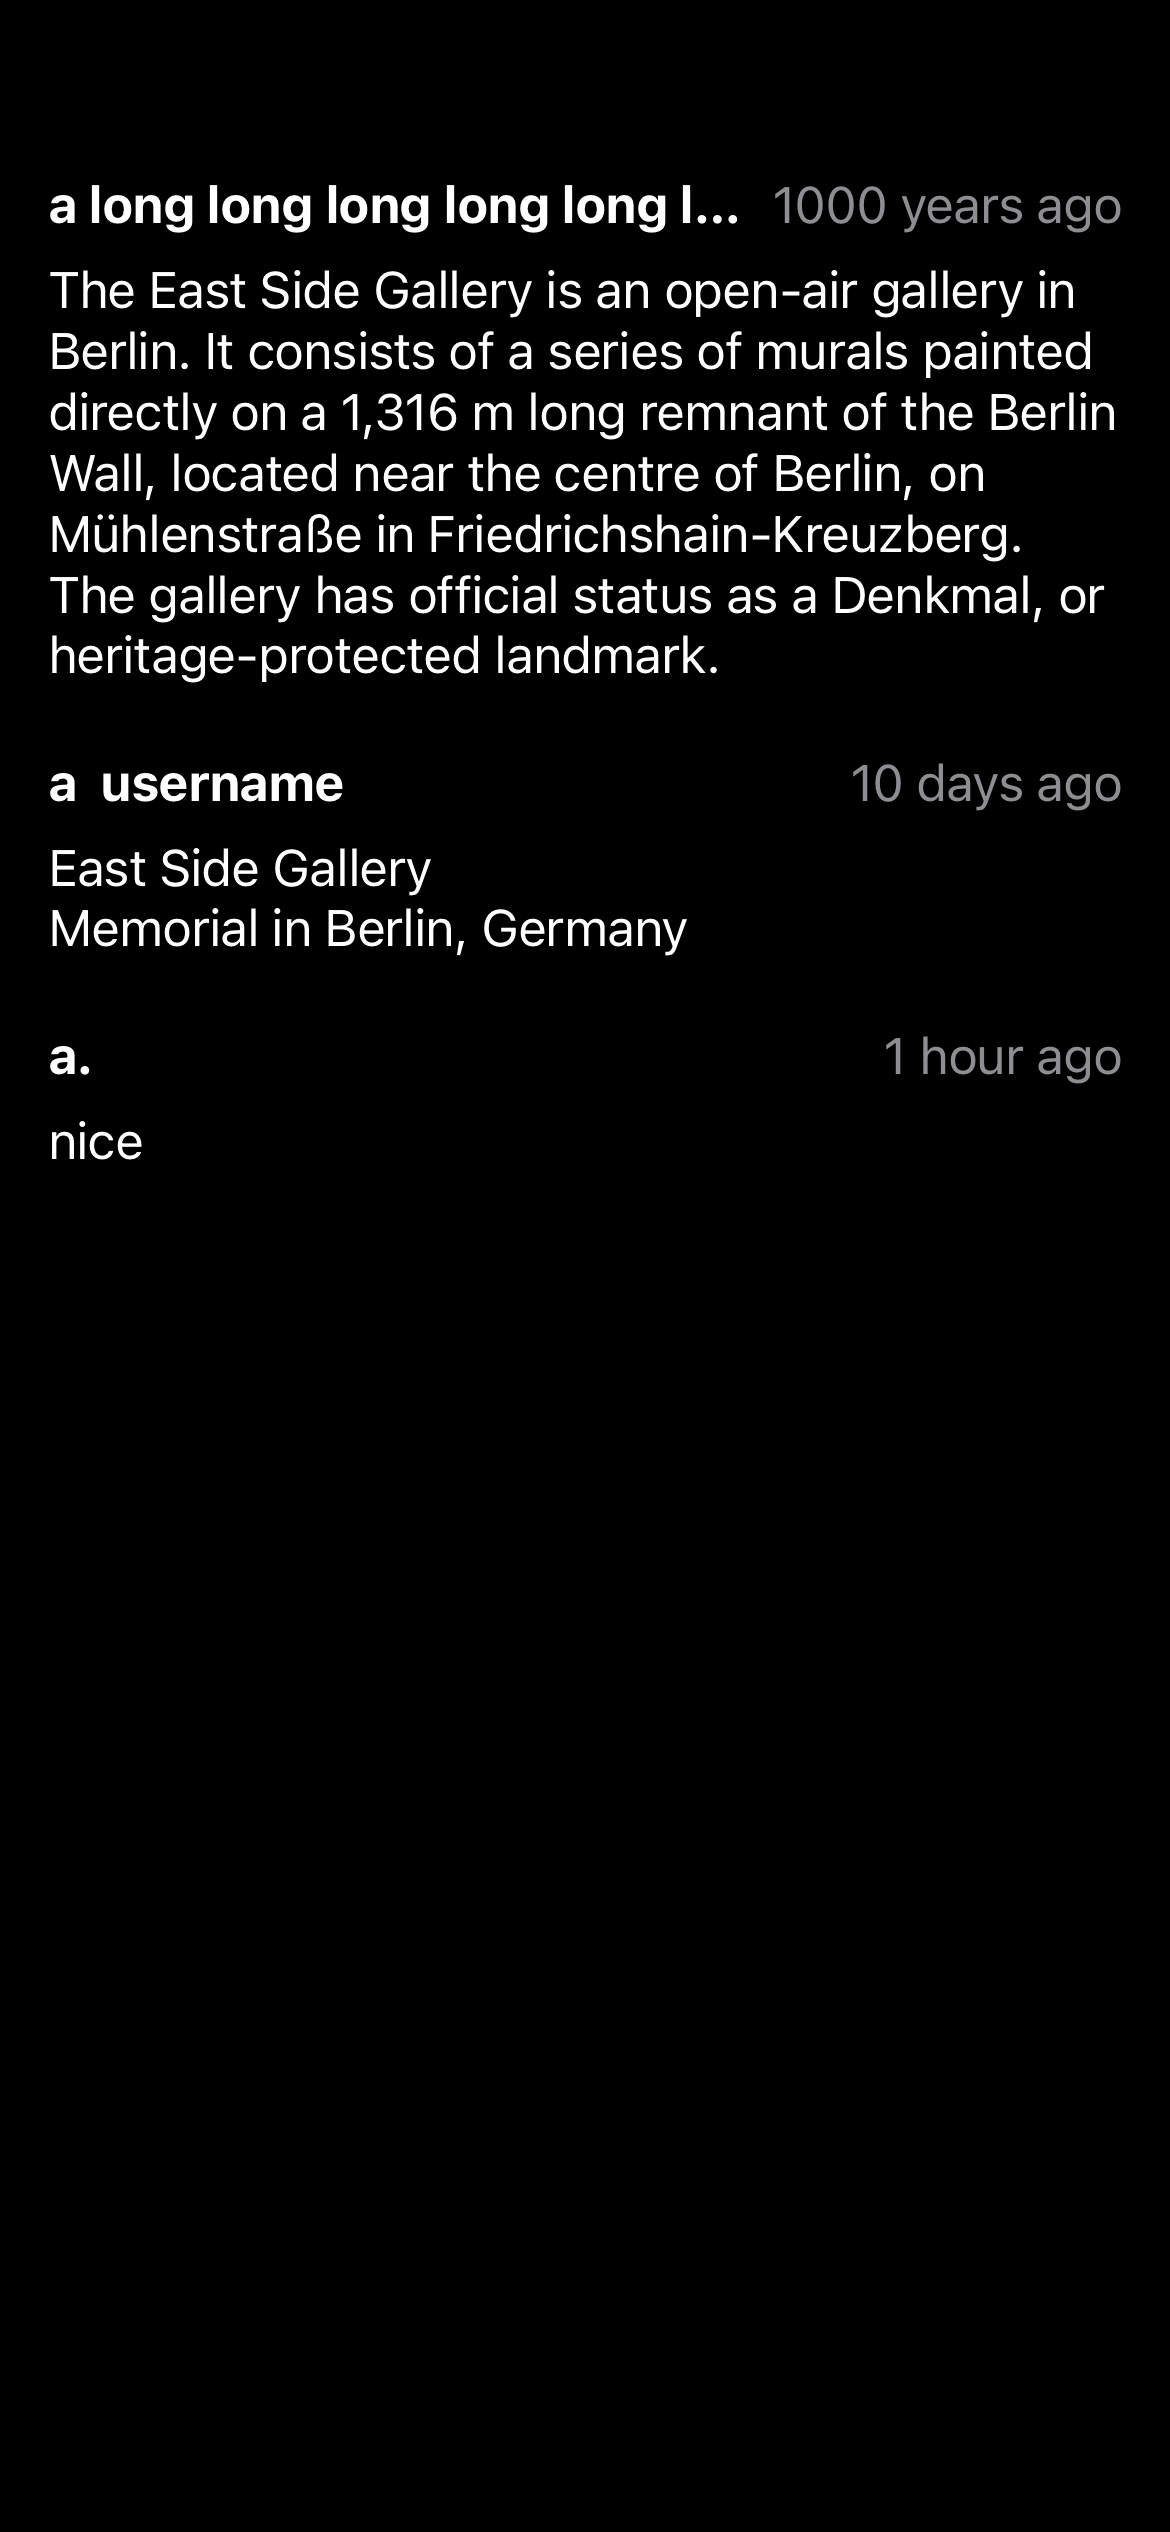 a long long long long long l...
1000 years ago
The East Side Gallery is an open-air gallery in
Berlin. It consists of a series of murals painted
directly on a 1,316 m long remnant of the Berlin
Wall, located near the centre of Berlin, on
Mühlenstraße in Friedrichshain-Kreuzberg.
The gallery has official status as a Denkmal, or
heritage-protected landmark.
a  username
10 days ago
East Side Gallery
Memorial in Berlin, Germany
a.
1 hour ago
nice